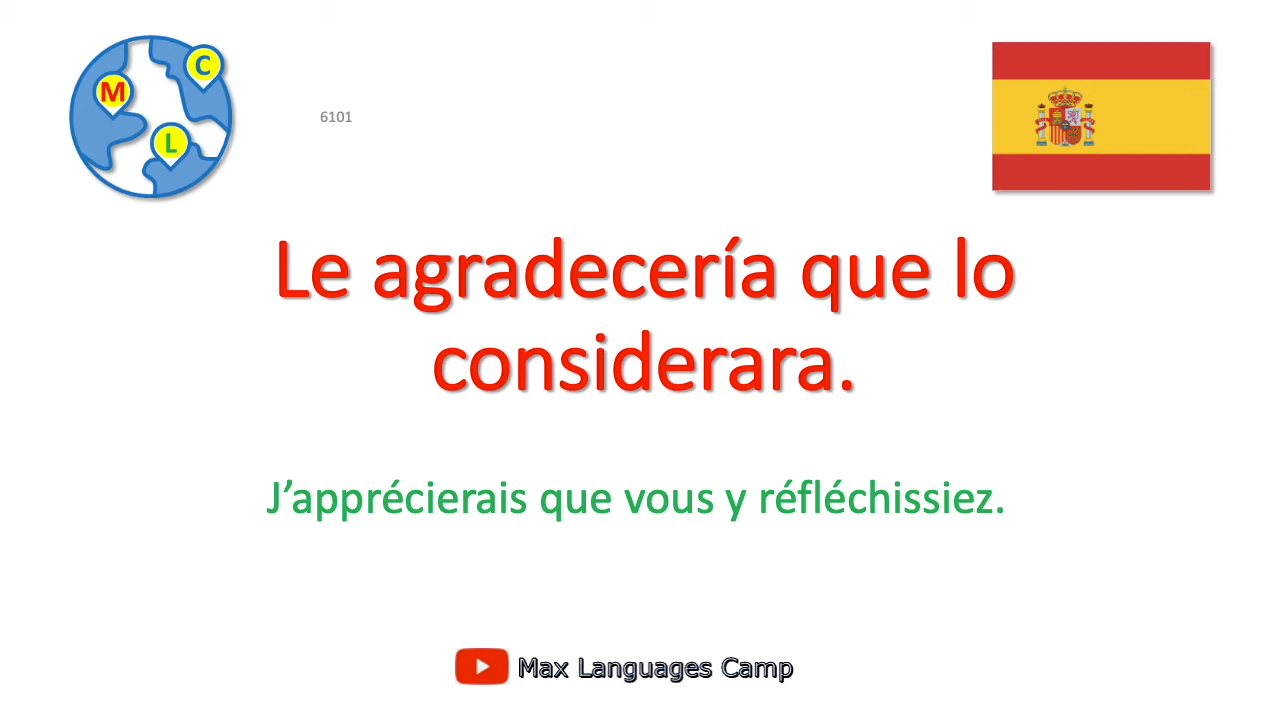 C
M
L
6101
Le agradecería que lo
considerara.
J’apprécierais que vous y réfléchissiez.
Max Languages Camp